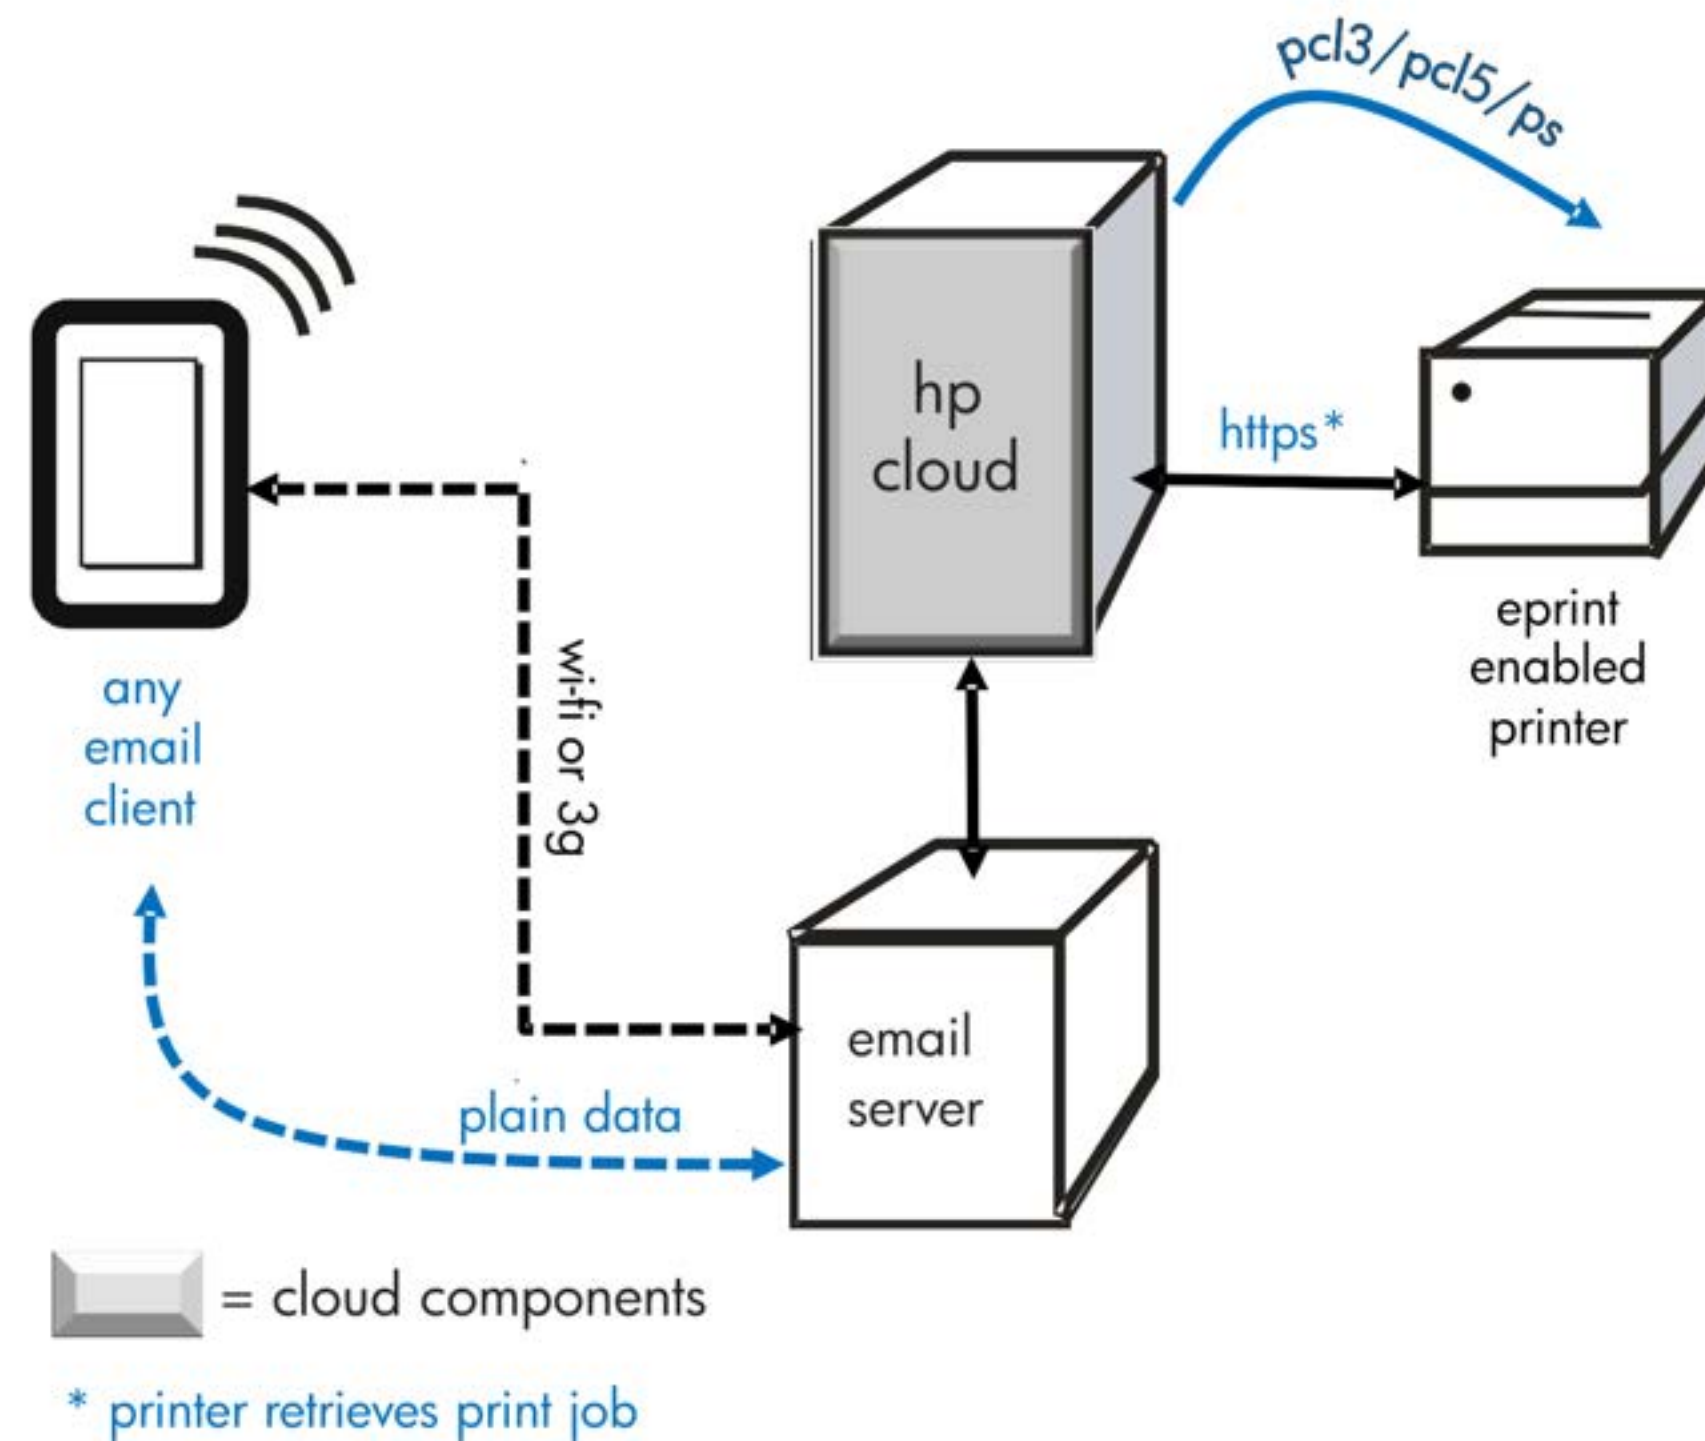 pcl3/pcl5/ps
hp
cloud
https*
eprint
enabled
printer
any
email
client
wi-fi or 3g
email
server
plain data
= cloud components
* printer retrieves print job